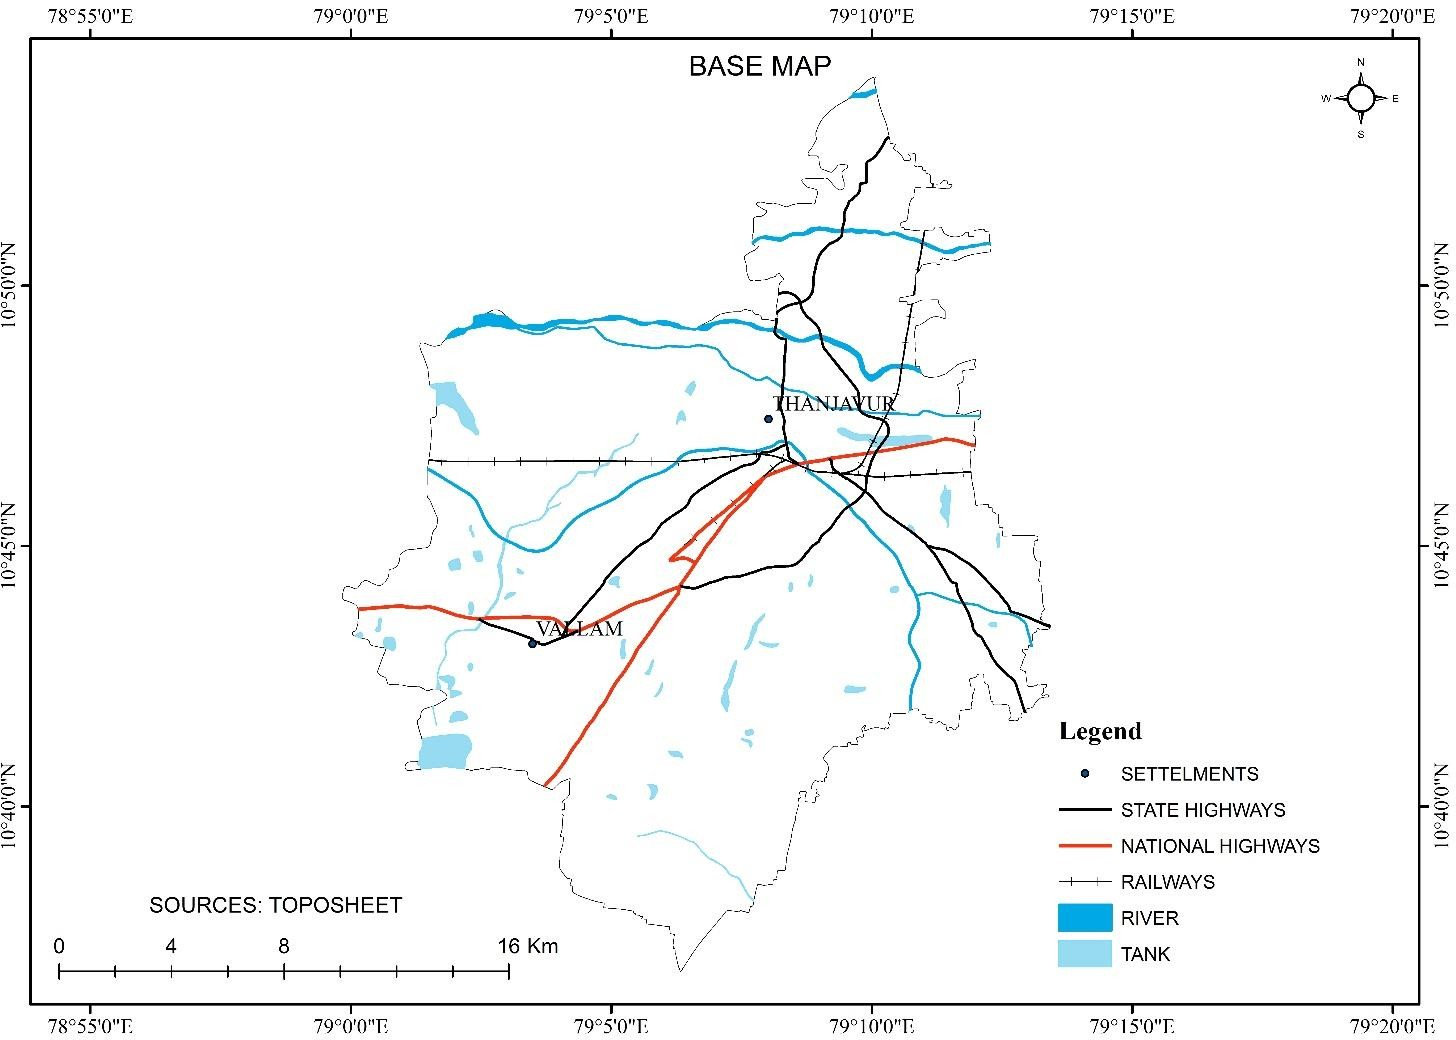 78°55'0"E 79°0'0"E 79°5'0"E 79°10'0"E 79°15'0"E 79°20'0"E
BASE MAP
N
W E
S
10°50'0"N 10°50'0"N
THANJAVUR
10°45'0"N 10°45'0"N
VALLAM
Legend
SETTELMENTS
10°40'0"N 10°40'0"N
STATE HIGHWAYS
NATIONAL HIGHWAYS
RAILWAYS
SOURCES: TOPOSHEET
RIVER
0 4 8 16 Km
TANK
78°55'0"E 79°0'0"E 79°5'0"E 79°10'0"E 79°15'0"E 79°20'0"E